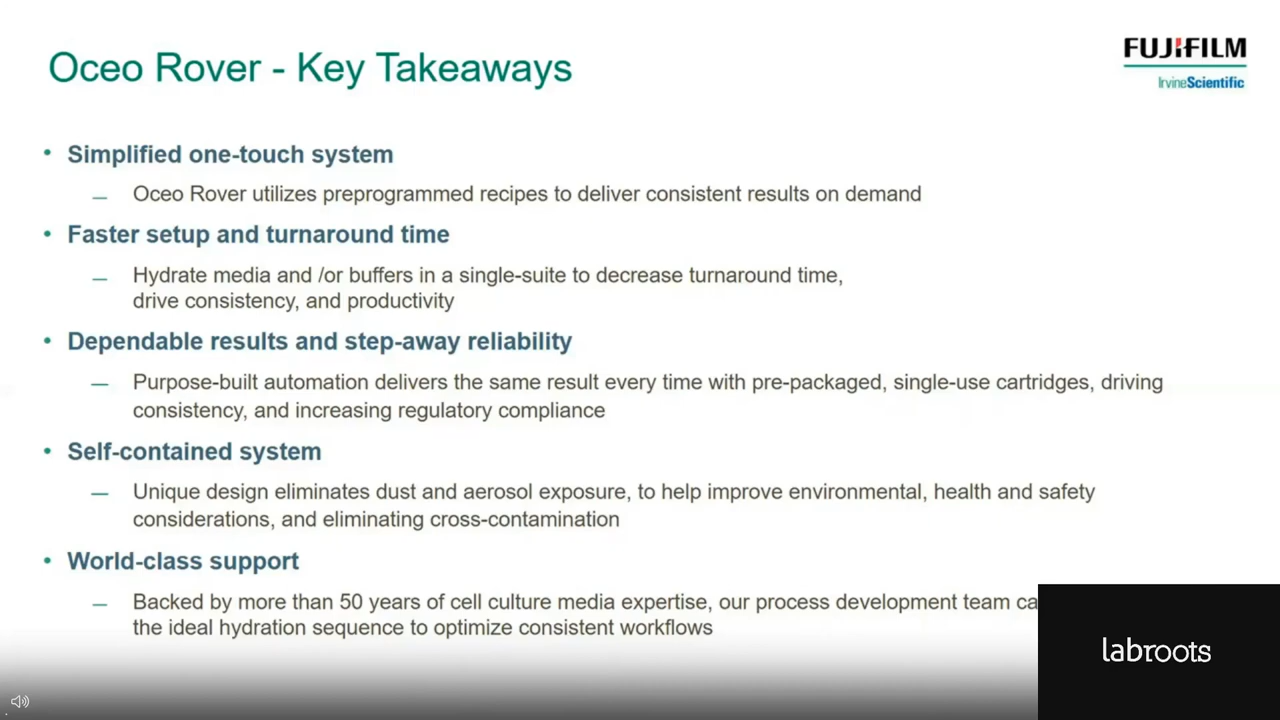 Oceo Rover - Key Takeaways
FUJIFILM
IrvineScientific
• Simplified one-touch system
— Oceo Rover utilizes preprogrammed recipes to deliver consistent results on demand
• Faster setup and turnaround time
— Hydrate media and /or buffers in a single-suite to decrease turnaround time,
drive consistency, and productivity
• Dependable results and step-away reliability
— Purpose-built automation delivers the same result every time with pre-packaged, single-use cartridges, driving
consistency, and increasing regulatory compliance
• Self-contained system
— Unique design eliminates dust and aerosol exposure, to help improve environmental, health and safety
considerations, and eliminating cross-contamination
• World-class support
— Backed by more than 50 years of cell culture media expertise, our process development team
the ideal hydration sequence to optimize consistent workflows
labroots